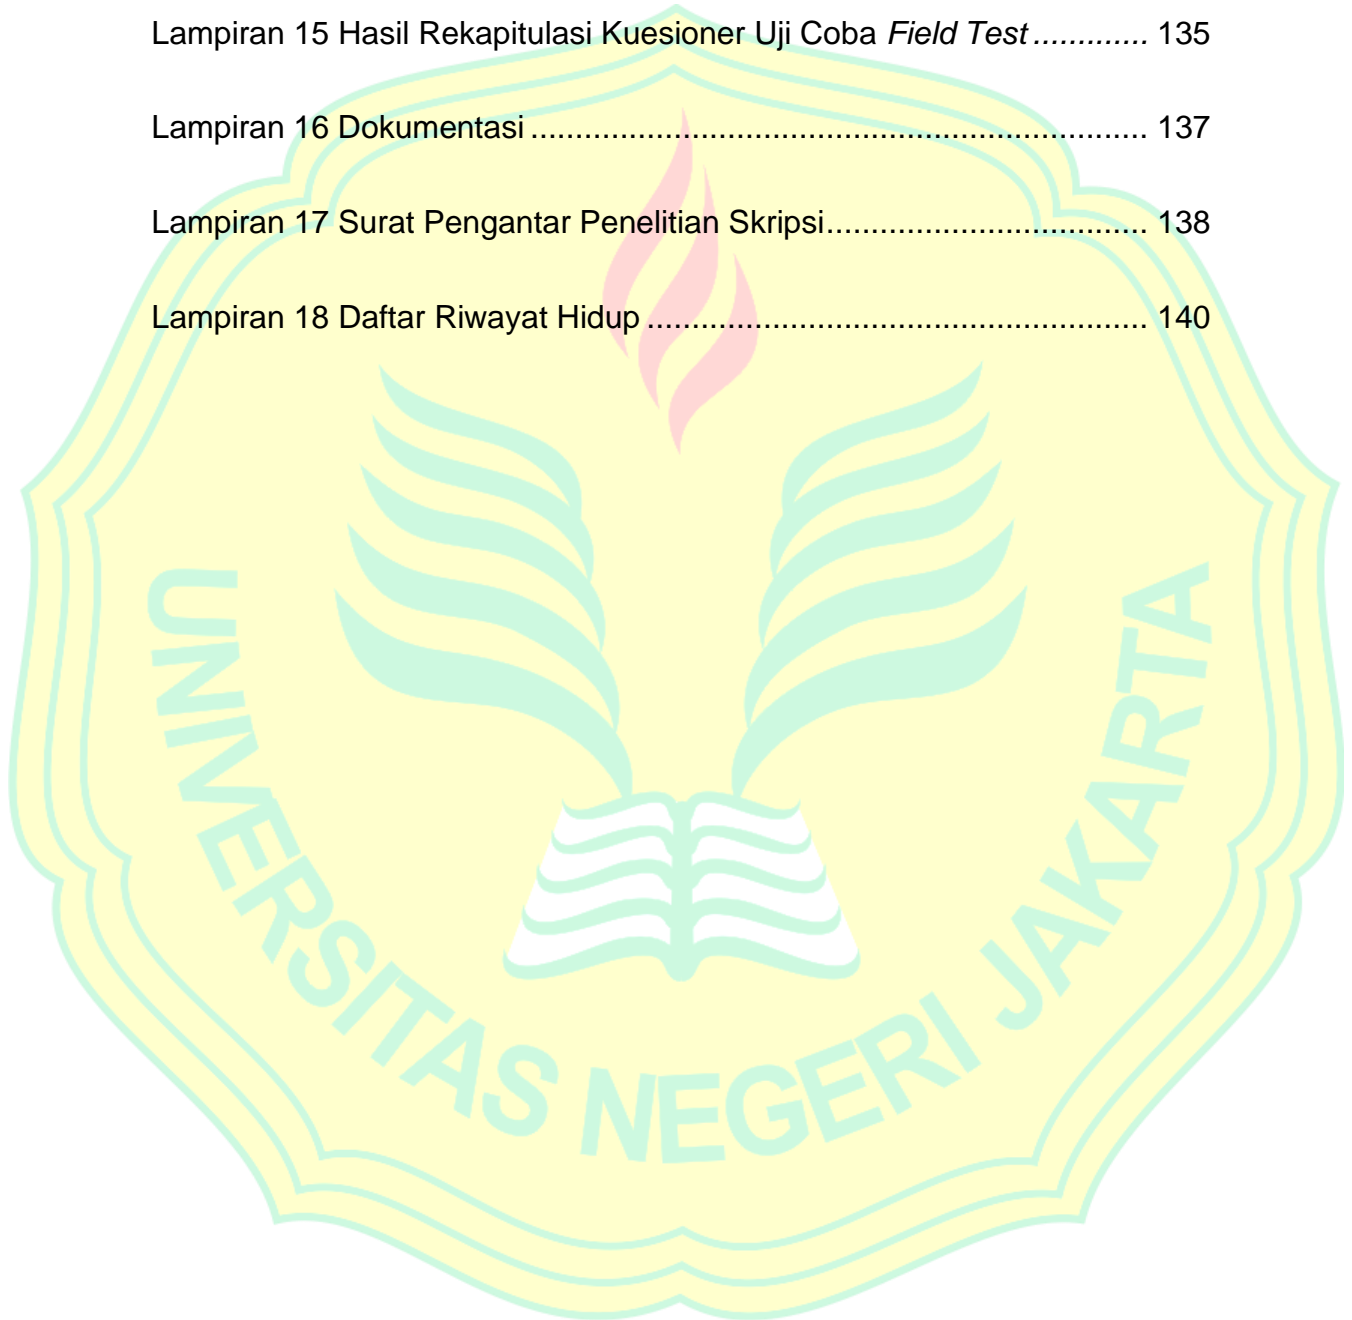 Lampiran 15 Hasil Rekapitulasi Kuesioner Uji Coba Field Test ............. 135
Lampiran 16 Dokumentasi ..................................................................... 137
Lampiran 17 Surat Pengantar Penelitian Skripsi.................................... 138
Lampiran 18 Daftar Riwayat Hidup ........................................................ 140
UNIVERSITAS NEGERI JAKARTA